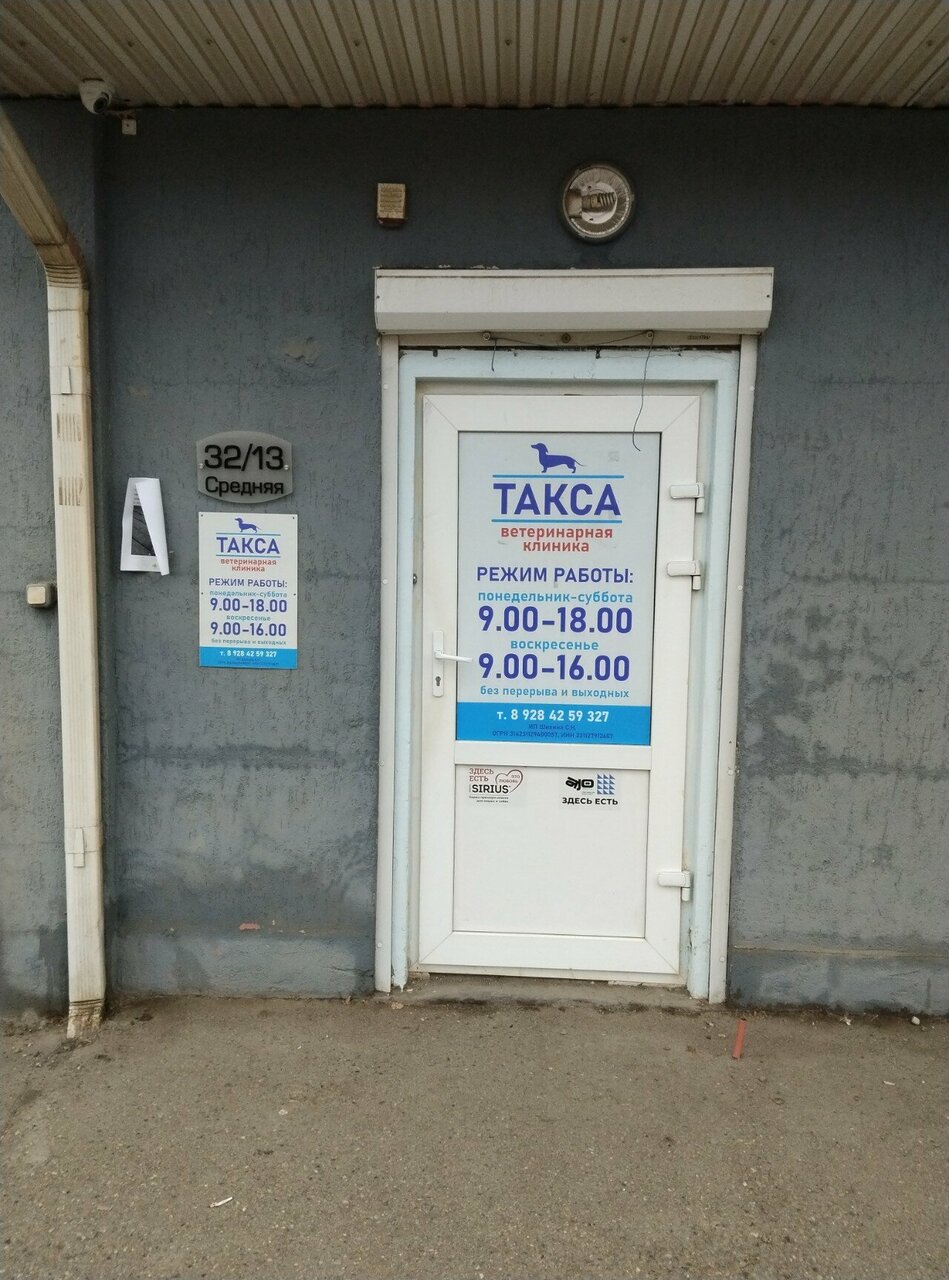 32/13
Средняя
ТАКСА
ветеринарная
клиника
РЕЖИМ РАБОТЫ:
понедельник-суббота
9.00-18.00
воскресенье
9.00-16.00
без перерыва и выходных
т. 8 928 42 59 327
ТАКСА
ветеринарная
клиника
РЕЖИМ РАБОТЫ:
понедельник-суббота
9.00-18.00
воскресенье
9.00-16.00
без перерыва и выходных
т. 8 928 42 59 327
ЗДЕСЬ
ЕСТЬ
SIRIUS
ЭТО
ЛЮБОВЬ
ЗДЕСЬ ЕСТЬ